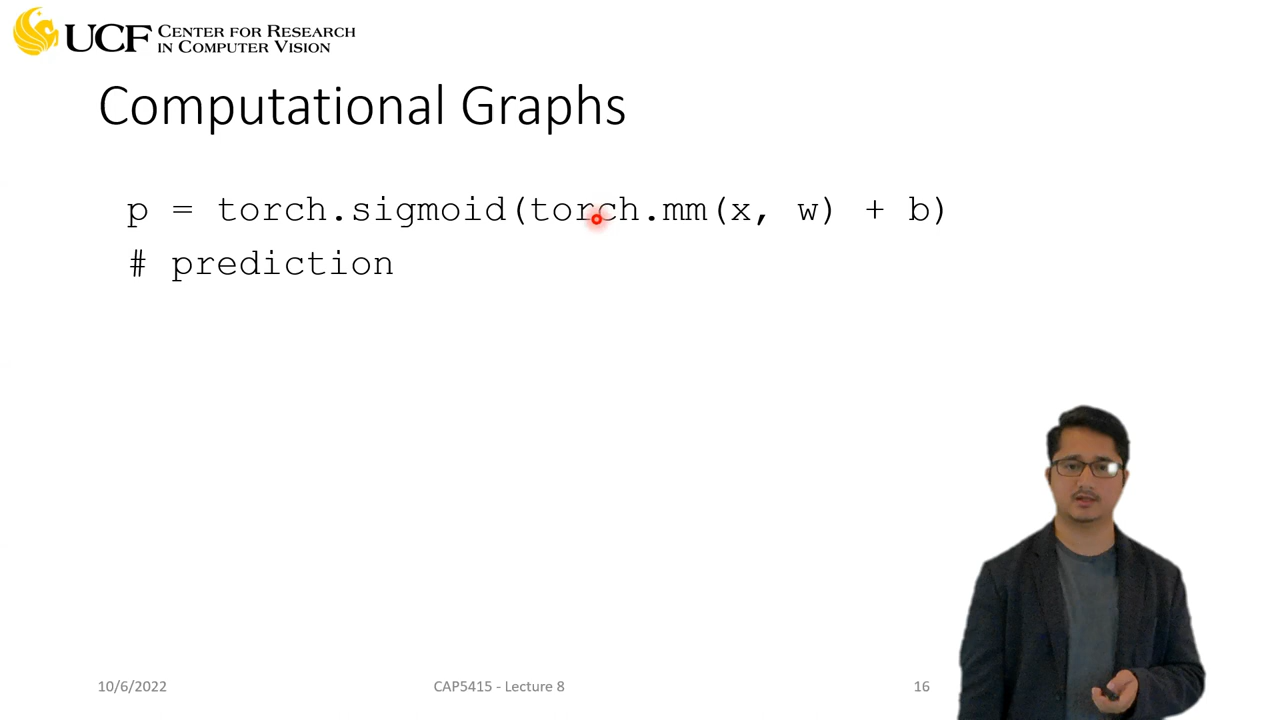 UCF CENTER FOR RESEARCH
IN COMPUTER VISION
Computational Graphs
p = torch.sigmoid(torch.mm(x, w) + b)
# prediction
10/6/2022
CAP5415 - Lecture 8
16